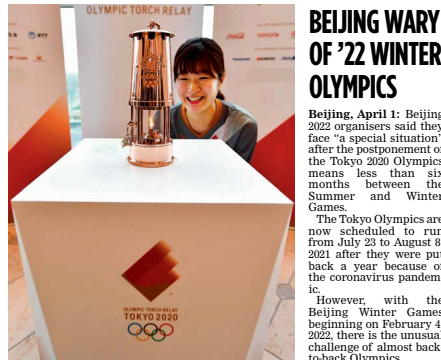 OLYMPIC TORCH RELAY
OLYMPIC TORCH RELAY
TOKYO 2020
BEIJING WARY
OF ’22 WINTER
OLYMPICS
Beijing, April 1: Beijing
2022 organisers said they
face “a special situation”
after the postponement of
the Tokyo 2020 Olympics
means less than six
months between the
Summer and Winter
Games.
The Tokyo Olympics are
now scheduled to run
from July 23 to August 8,
2021 after they were put
back a year because of
the coronavirus pandem-
ic.
However, with the
Beijing Winter Games
beginning on February 4,
2022, there is the unusual
challenge of almost back-
to-back Olympics.